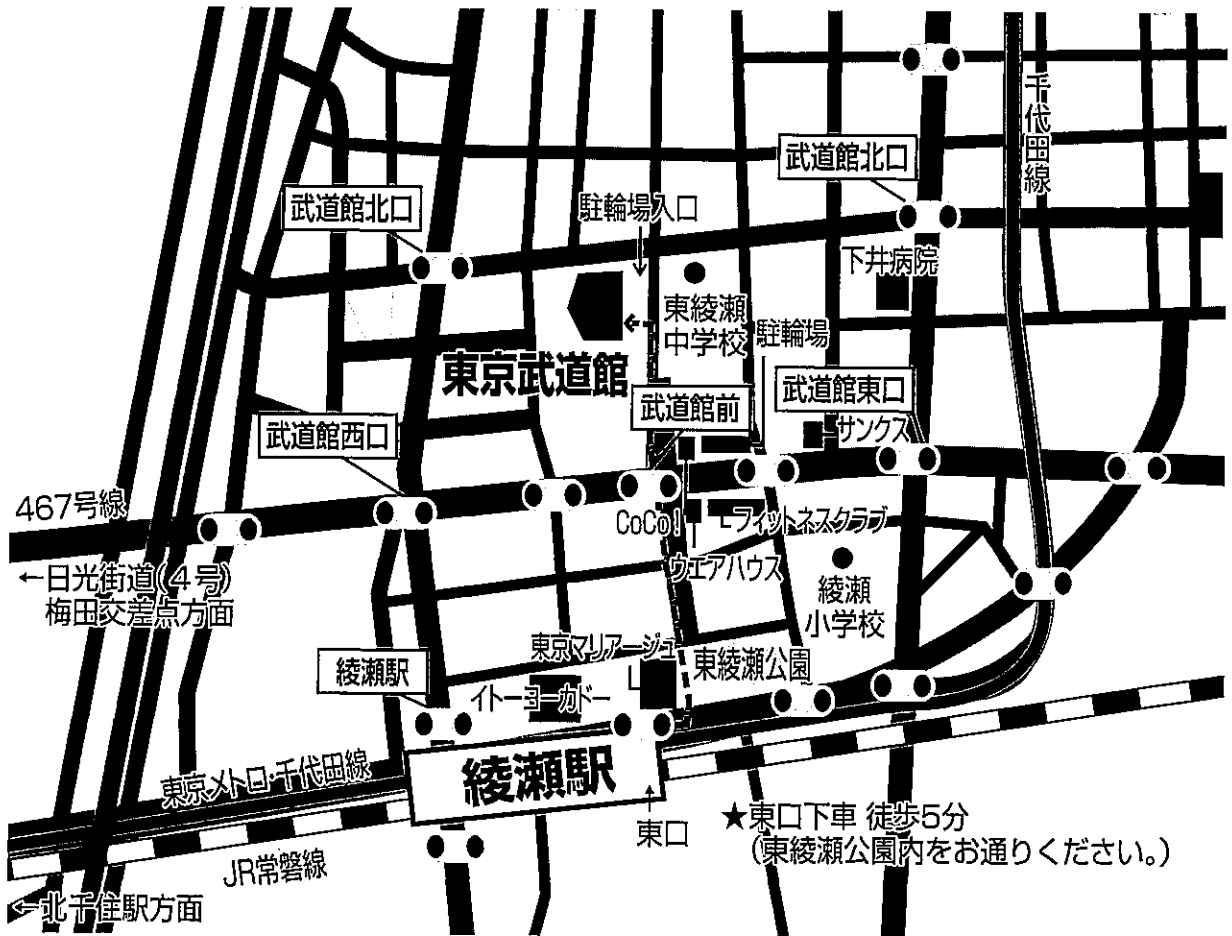 千代田線
武道館北口
武道館北口
駐輪場入口
下井病院
東綾瀬
中学校
駐輪場
東京武道館
武道館前
武道館東口
武道館西口
サンクス
467号線
CoCo!
フィットネスクラブ
ウエアハウス
←日光街道(4号)
梅田交差点方面
綾瀬
小学校
東京マリアージュ
東綾瀬公園
綾瀬駅
イトーヨーカドー
綾瀬駅
東京メトロ・千代田線
東口
★東口下車 徒歩5分
(東綾瀬公園内をお通りください。)
JR常磐線
←北千住駅方面